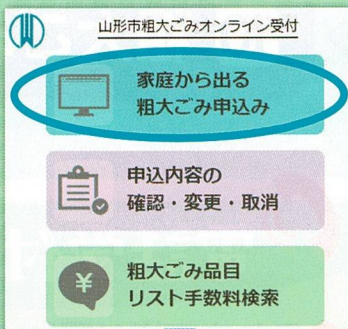 山形市粗大ごみオンライン受付
家庭から出る
粗大ごみ申込み
申込内容の
確認・変更・取消
¥
粗大ごみ品目
リスト手数料検索